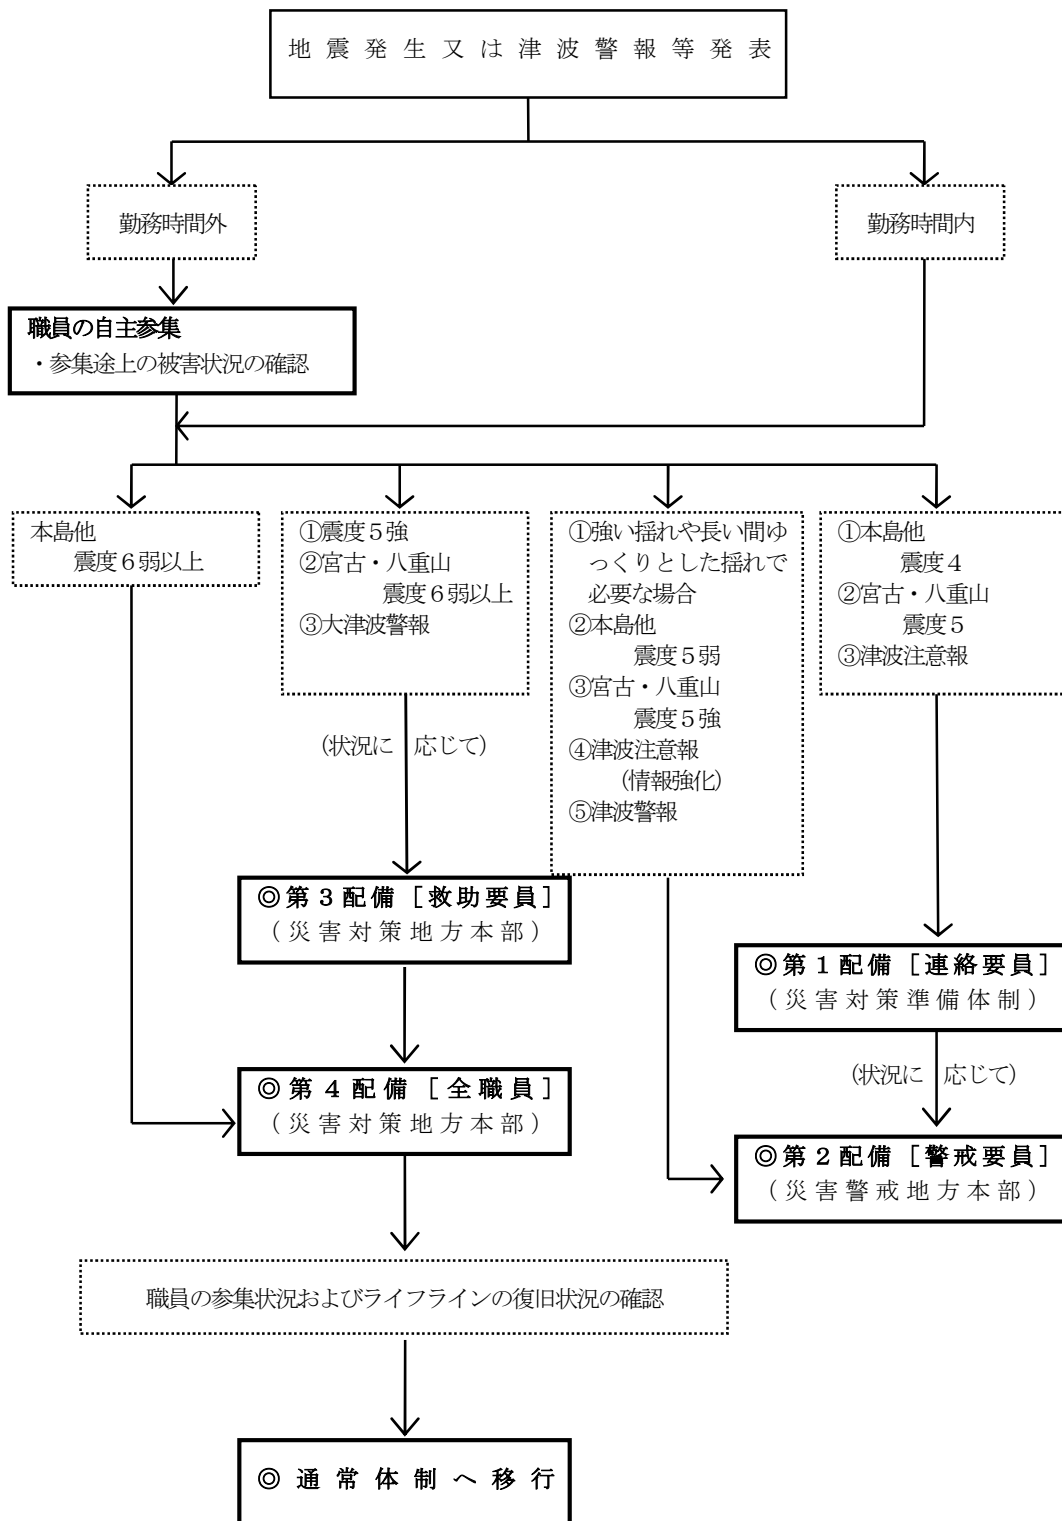 地震発生又は津波警報等発表
勤務時間外
勤務時間内
職員の自主参集
・参集途上の被害状況の確認
本島他
震度６弱以上
①震度５強
②宮古・八重山
震度６弱以上
③大津波警報
①強い揺れや長い間ゆ
っくりとした揺れで
必要な場合
②本島他
震度５弱
③宮古・八重山
震度５強
④津波注意報
（情報強化）
⑤津波警報
①本島他
震度４
②宮古・八重山
震度５
③津波注意報
（状況に　応じて）
◎第３配備［救助要員］
（災害対策地方本部）
◎第１配備［連絡要員］
（災害対策準備体制）
（状況に　応じて）
◎第４配備［全職員］
（災害対策地方本部）
◎第２配備［警戒要員］
（災害警戒地方本部）
職員の参集状況およびライフラインの復旧状況の確認
◎通常体制へ移行